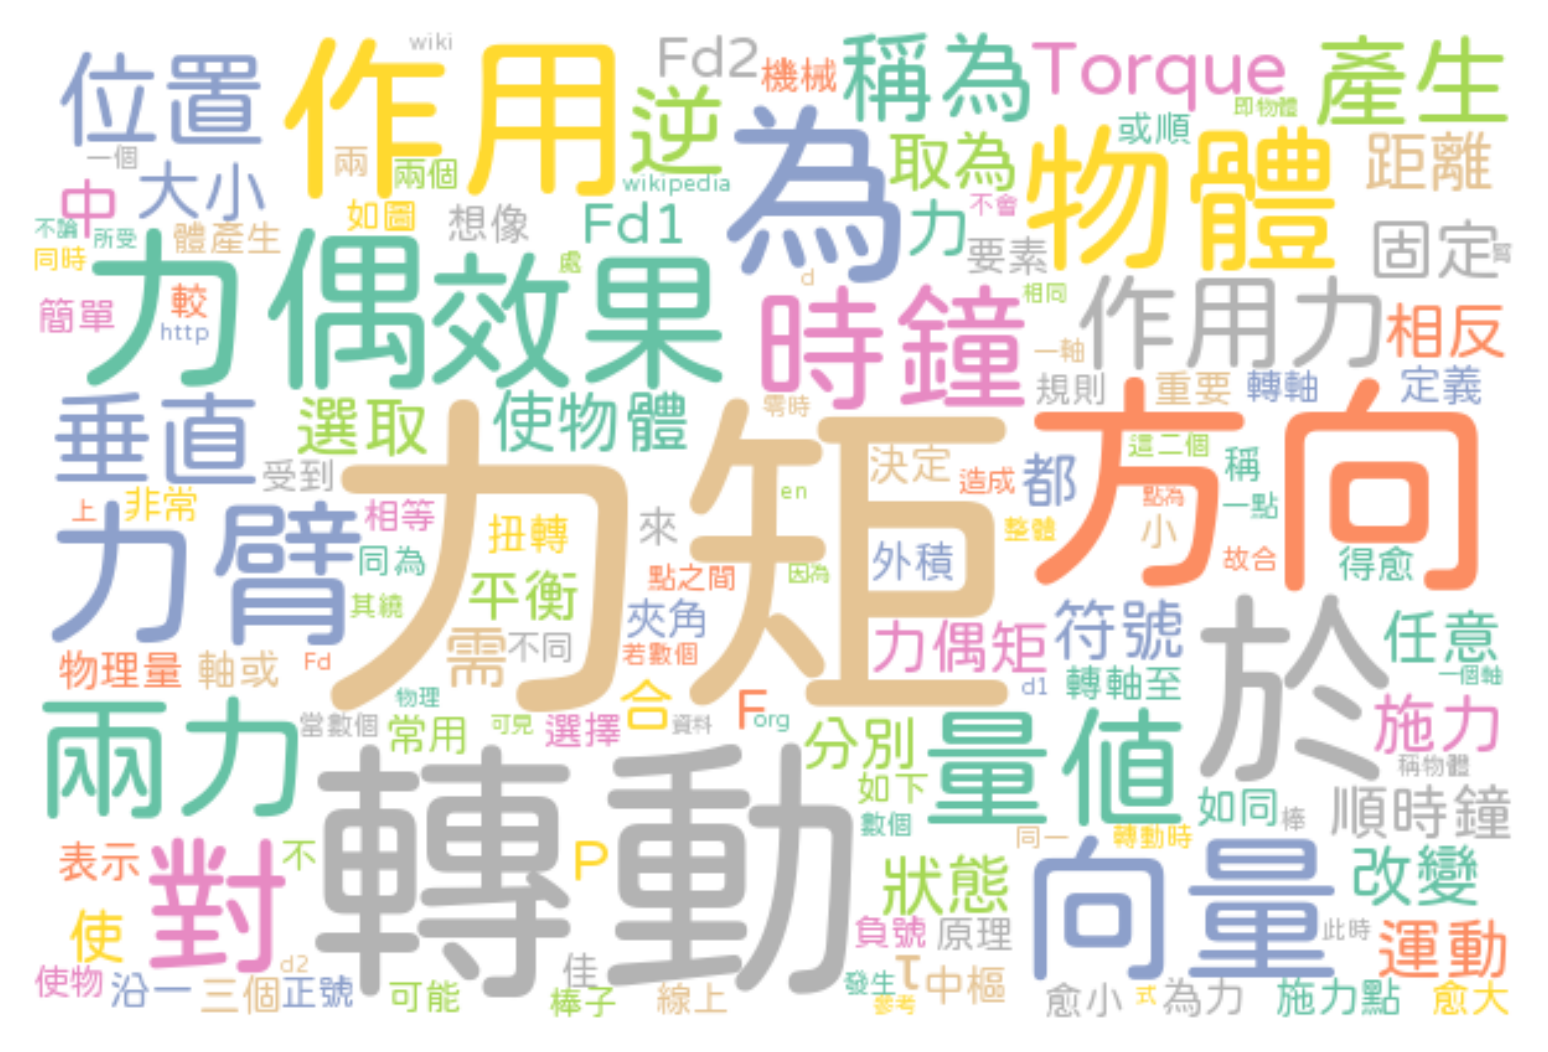 wiki
位置
作用
Fd2
機械
稱為
Torque
產生
即物體
逆
或順
一個
兩
兩個
為
取為
物體
距離
中
大小
wikipedia
不會
如圖
想像
Fd1
力
不論
所受
體產生
同時
要素
固定
力偶效果
處
d
相同
簡單
較
http
時鐘
作用力
相反
一軸
規則
重要
轉軸
定義
垂直
選取
使物體
零時
力矩
方向
受到
決定
造成
都
這二個
稱
上
非常
相等
en
點為
一點
力臂
扭轉
來
整體
小
同為
外積
故合
得愈
點之間
因為
其繞
平衡
夾角
符號
於
任意
物理量
軸或
Fd
需
不同
若數個
力偶矩
轉軸至
一個軸
d1
物理
合
F
org
兩力
當數個
常用
可見
選擇
資料
分別
量值
施力
稱物體
轉動
如下
如同
棒
順時鐘
數個
同一
轉動時
表示
對
不
P
狀態
向量
改變
使
負號
原理
此時
運動
使物
沿一
d2
三個
正號
可能
佳
棒子
線上
發生
τ
中樞
參考
愈小
式
為力
施力點
愈大